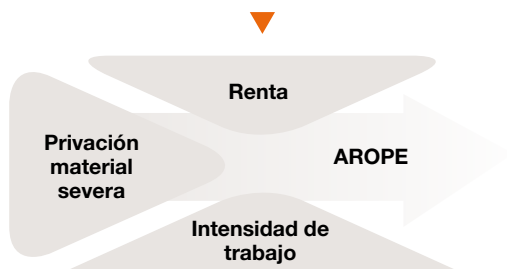 Renta
Privación
material
severa
AROPE
Intensidad de
trabajo